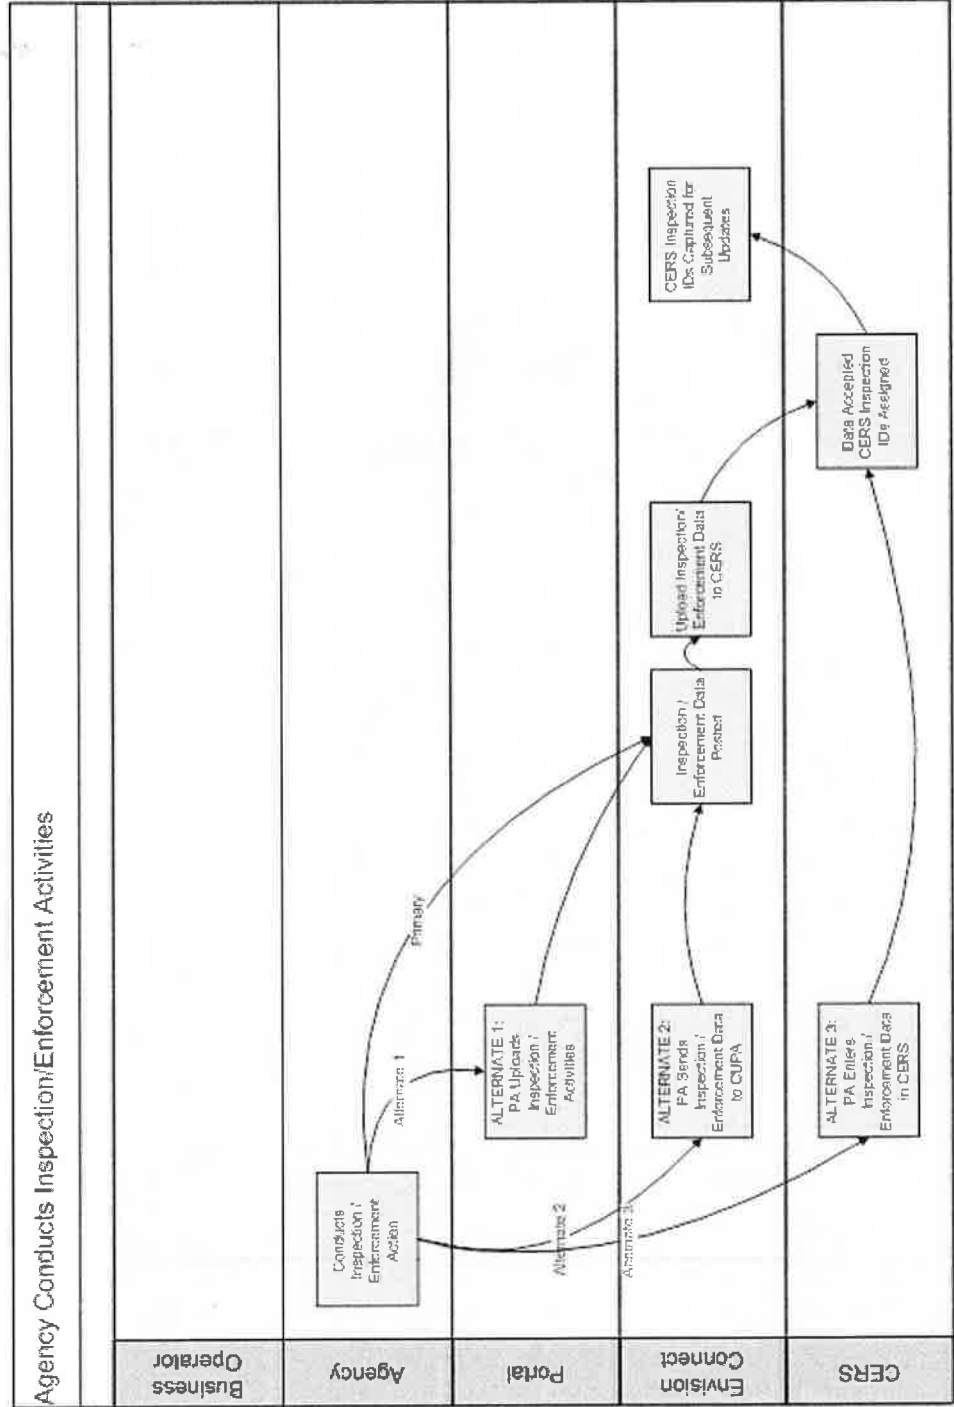 Agency Conducts Inspection/Enforcement Activities
Business
Operator
Agency
Portal
Envision
Connect
CERS
Conducts
Inspection /
Enforcement
Action
Primary
Alternate 1
Alternate 2
Alternate 3
ALTERNATE 1:
PA Uploads
Inspection /
Enforcement
Activities
ALTERNATE 2:
PA Sends
Inspection /
Enforcement Data
to CUPA
ALTERNATE 3:
PA Enters
Inspection /
Enforcement Data
in CERS
Inspection /
Enforcement Data
Posted
Upload Inspection/
Enforcement Data
to CERS
Data Accepted
CERS Inspection
IDs Assigned
CERS Inspection
IDs Captured for
Subsequent
Updates